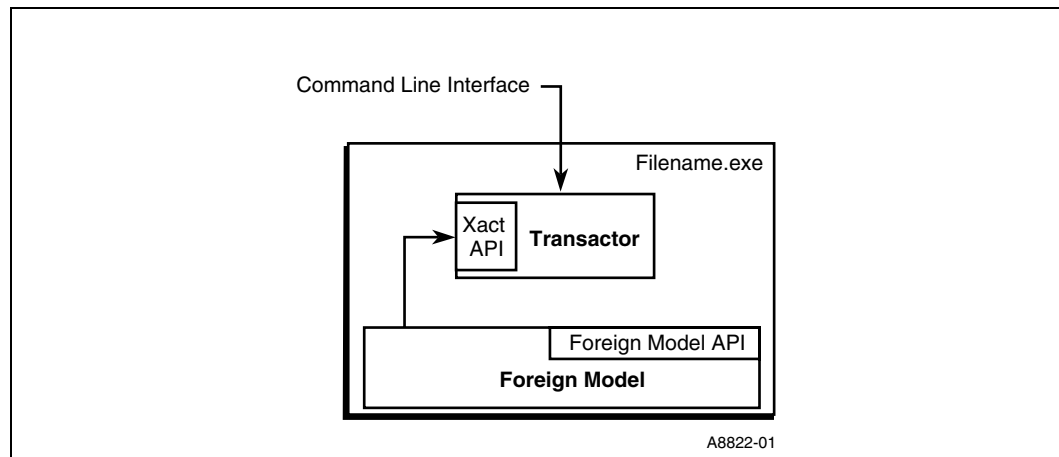 Command Line Interface
Filename.exe
Xact
API
Transactor
Foreign Model API
Foreign Model
A8822-01